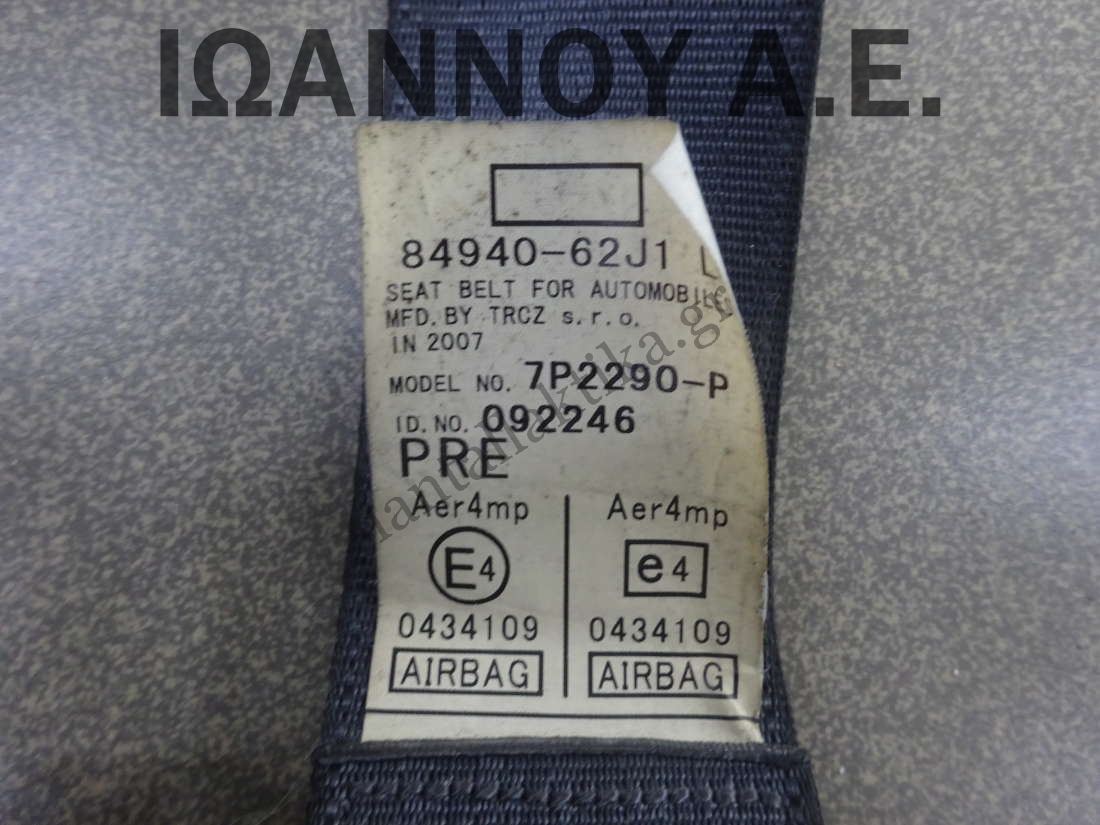 ΙΩΑΝΝΟΥ Α.Ε.
84940-62J1 L
SEAT BELT FOR AUTOMOBILE
MFD. BY TRCZ s.r.o.
IN 2007
MODEL NO. 7P2290-P
ID. NO. 092246
PRE
Aer4mp Aer4mp
E4 e4
0434109 0434109
AIRBAG AIRBAG